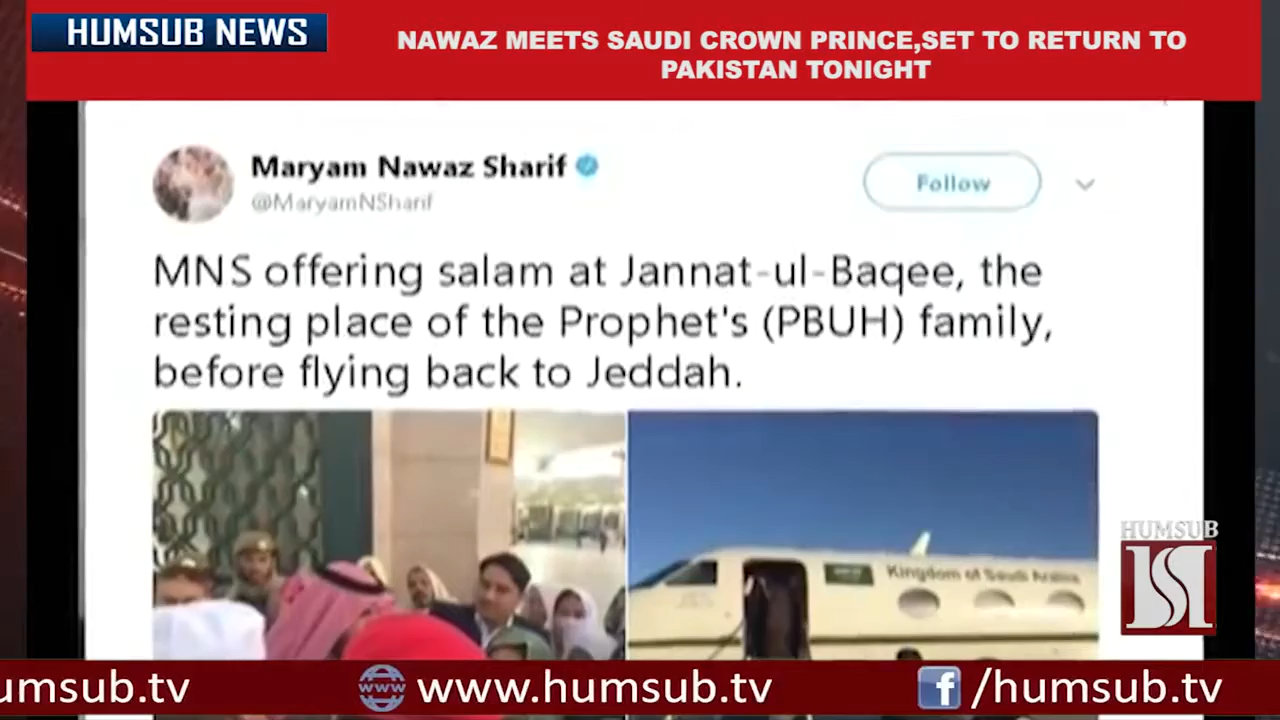 HUMSUB NEWS
NAWAZ MEETS SAUDI CROWN PRINCE,SET TO RETURN TO
PAKISTAN TONIGHT
Maryam Nawaz Sharif
@MaryamNSharif
Follow
MNS offering salam at Jannat-ul-Baqee, the
resting place of the Prophet's (PBUH) family,
before flying back to Jeddah.
Kingdom of Saudi Arabia
HUMSUB
umsub.tv
www.humsub.tv
/humsub.tv